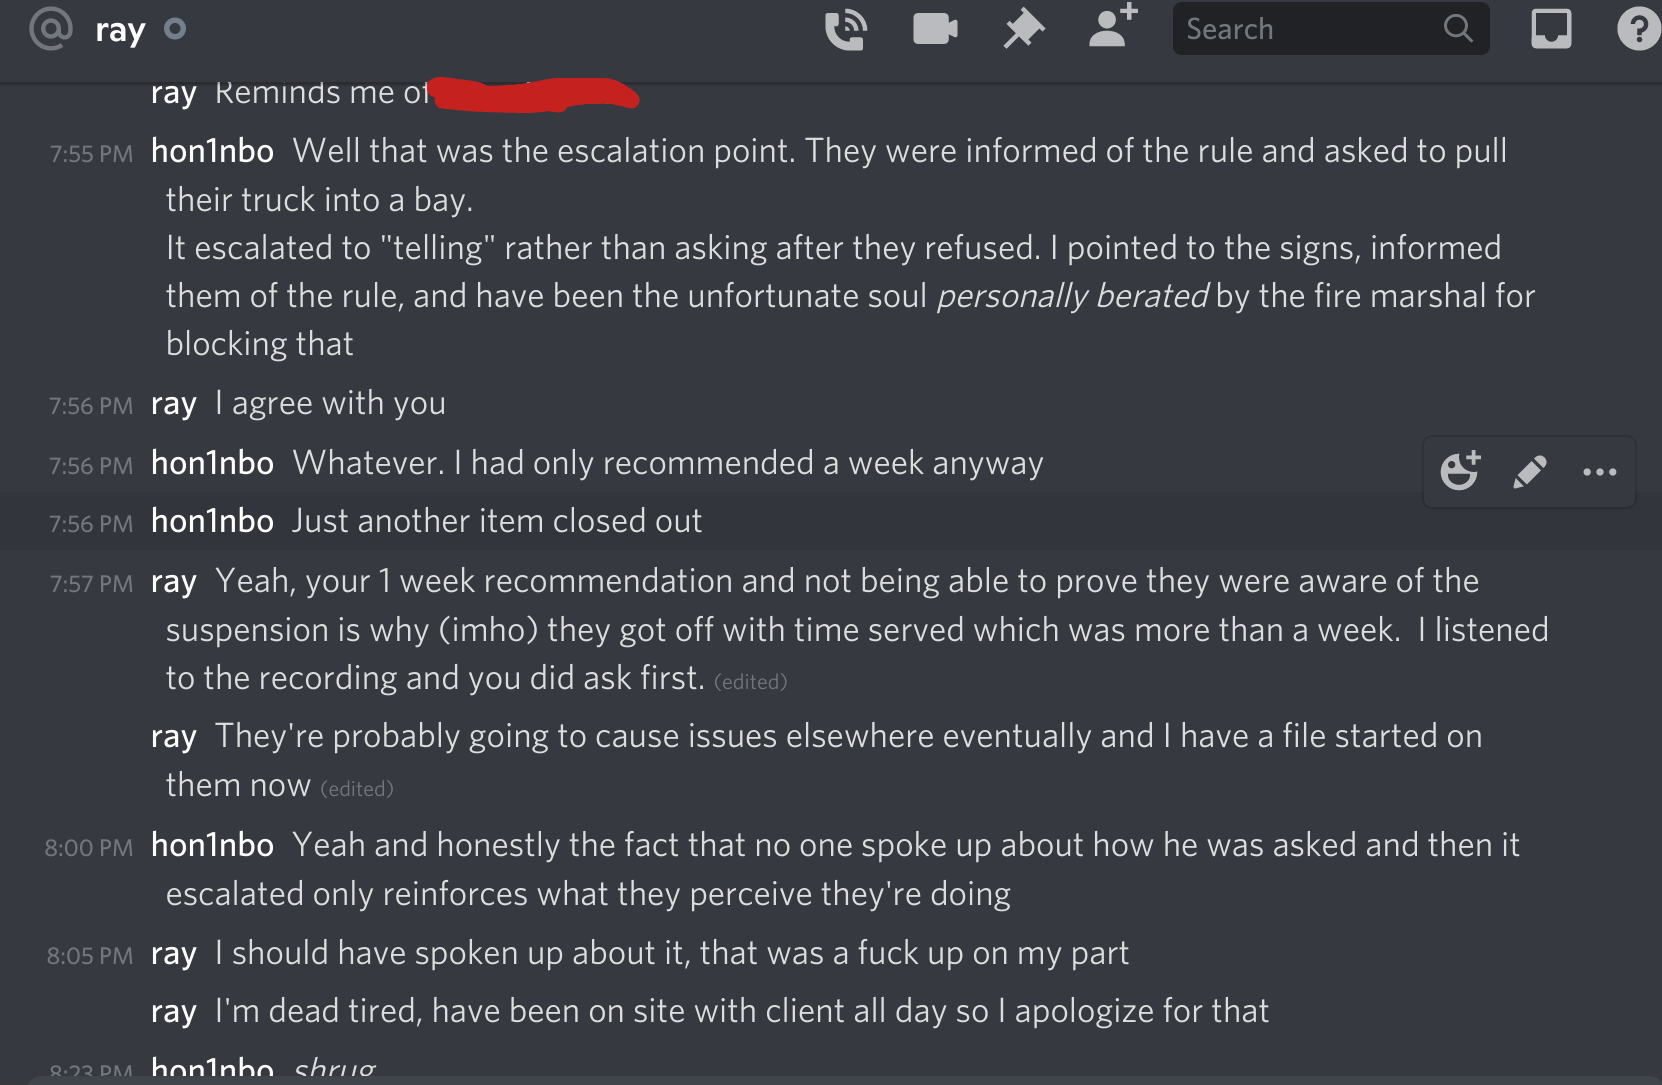 @ ray
Search
?
ray Reminds me of
7:55 PM hon1nbo Well that was the escalation point. They were informed of the rule and asked to pull
their truck into a bay.
It escalated to "telling" rather than asking after they refused. I pointed to the signs, informed
them of the rule, and have been the unfortunate soul personally berated by the fire marshal for
blocking that
7:56 PM ray I agree with you
7:56 PM hon1nbo Whatever. I had only recommended a week anyway
7:56 PM hon1nbo Just another item closed out
7:57 PM ray Yeah, your 1 week recommendation and not being able to prove they were aware of the
suspension is why (imho) they got off with time served which was more than a week. I listened
to the recording and you did ask first. (edited)
ray They're probably going to cause issues elsewhere eventually and I have a file started on
them now (edited)
8:00 PM hon1nbo Yeah and honestly the fact that no one spoke up about how he was asked and then it
escalated only reinforces what they perceive they're doing
8:05 PM ray I should have spoken up about it, that was a fuck up on my part
ray I'm dead tired, have been on site with client all day so I apologize for that
8:23 PM hon1nbo shrug